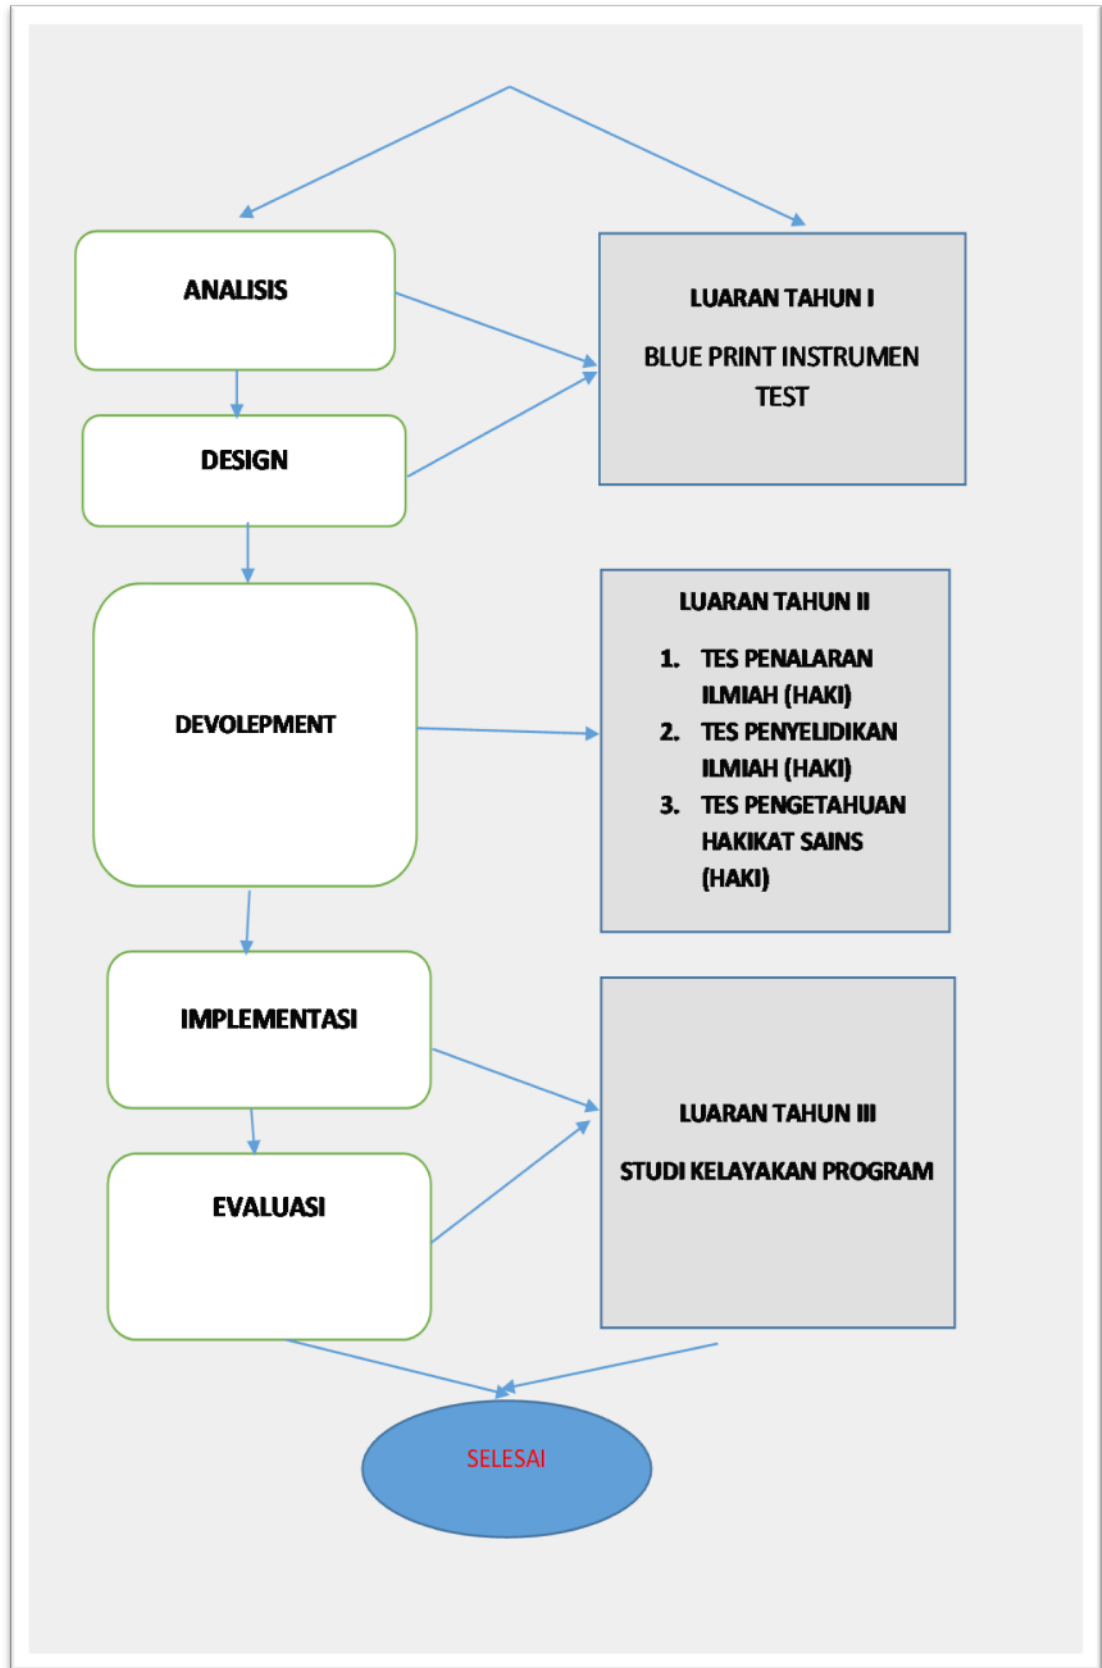 ANALISIS
LUARAN TAHUN I
BLUE PRINT INSTRUMEN
TEST
DESIGN
DEVOLEPMENT
LUARAN TAHUN II
1. TES PENALARAN
ILMIAH (HAKI)
2. TES PENYELIDIKAN
ILMIAH (HAKI)
3. TES PENGETAHUAN
HAKIKAT SAINS
(HAKI)
IMPLEMENTASI
EVALUASI
LUARAN TAHUN III
STUDI KELAYAKAN PROGRAM
SELESAI